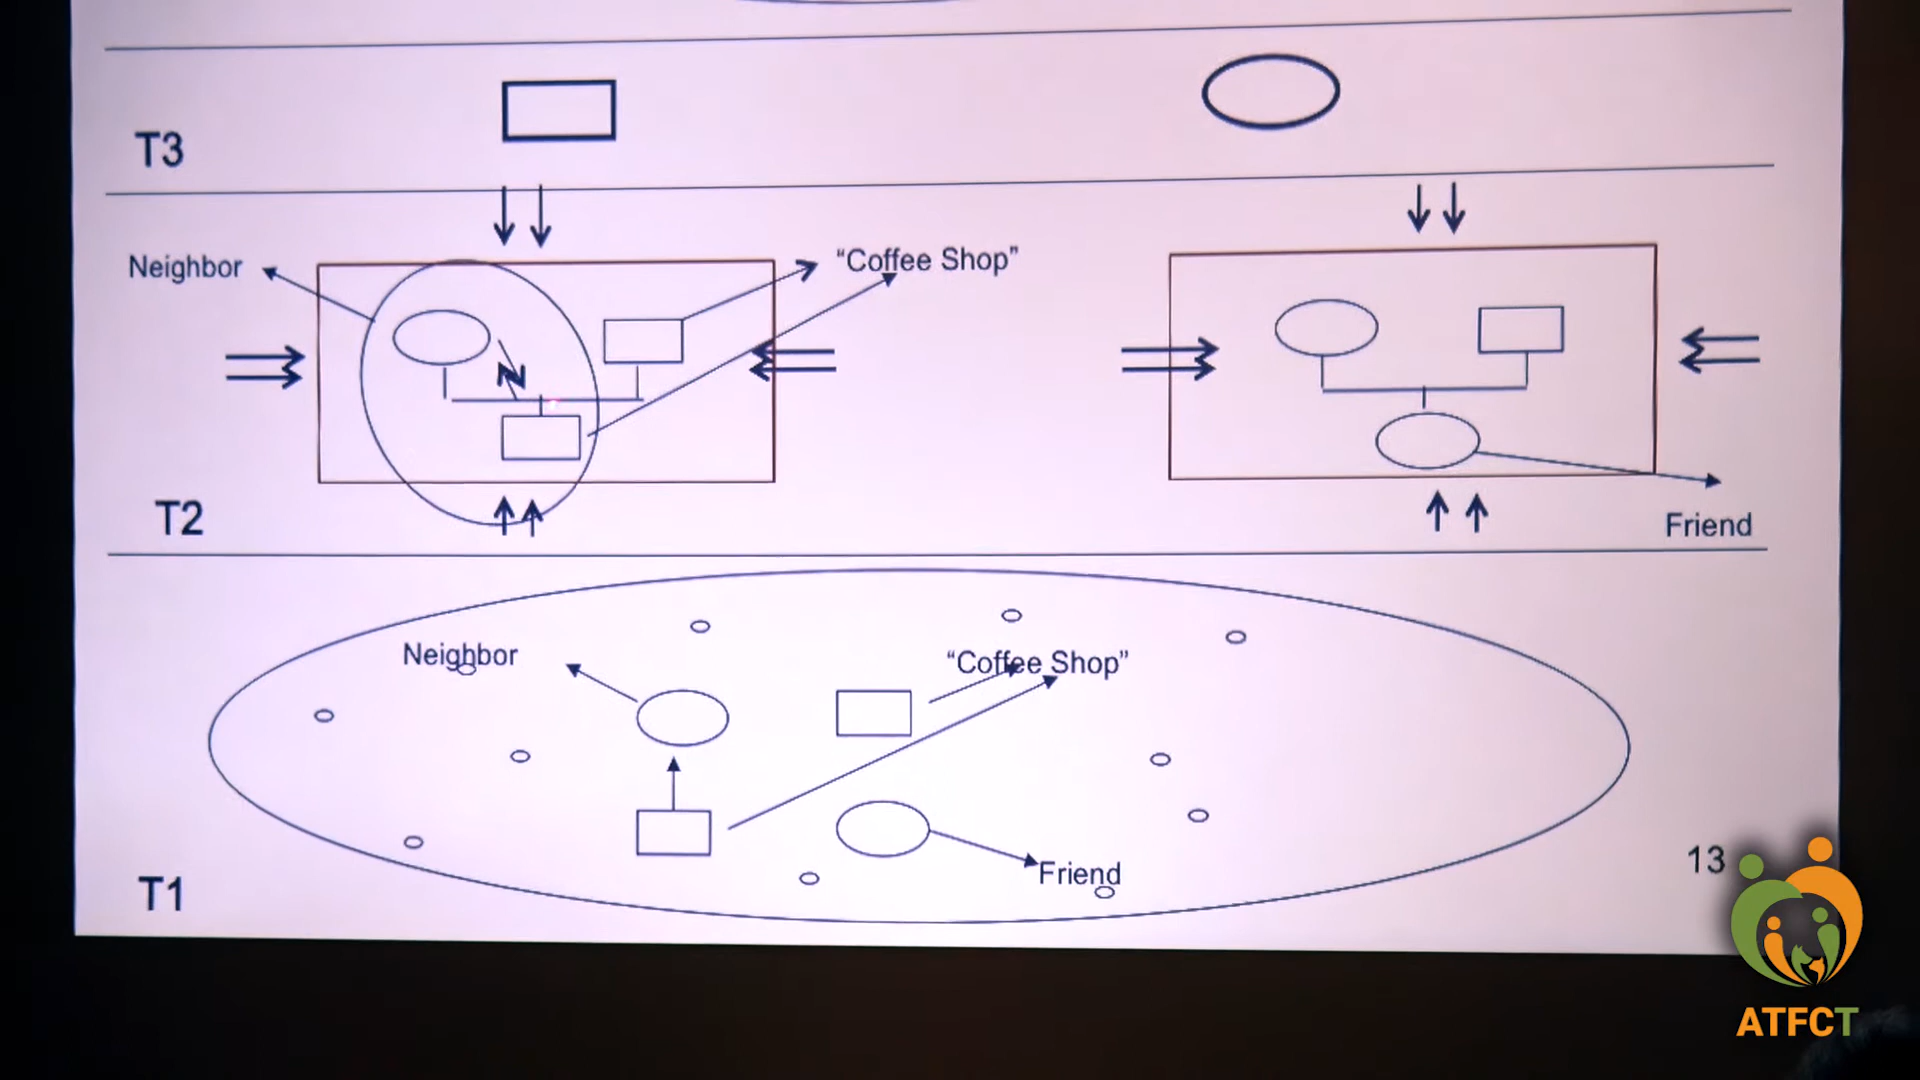 T3
Neighbor
“Coffee Shop”
T2
Friend
Neighbor
“Coffee Shop”
Friend
T1
13
ATFCT